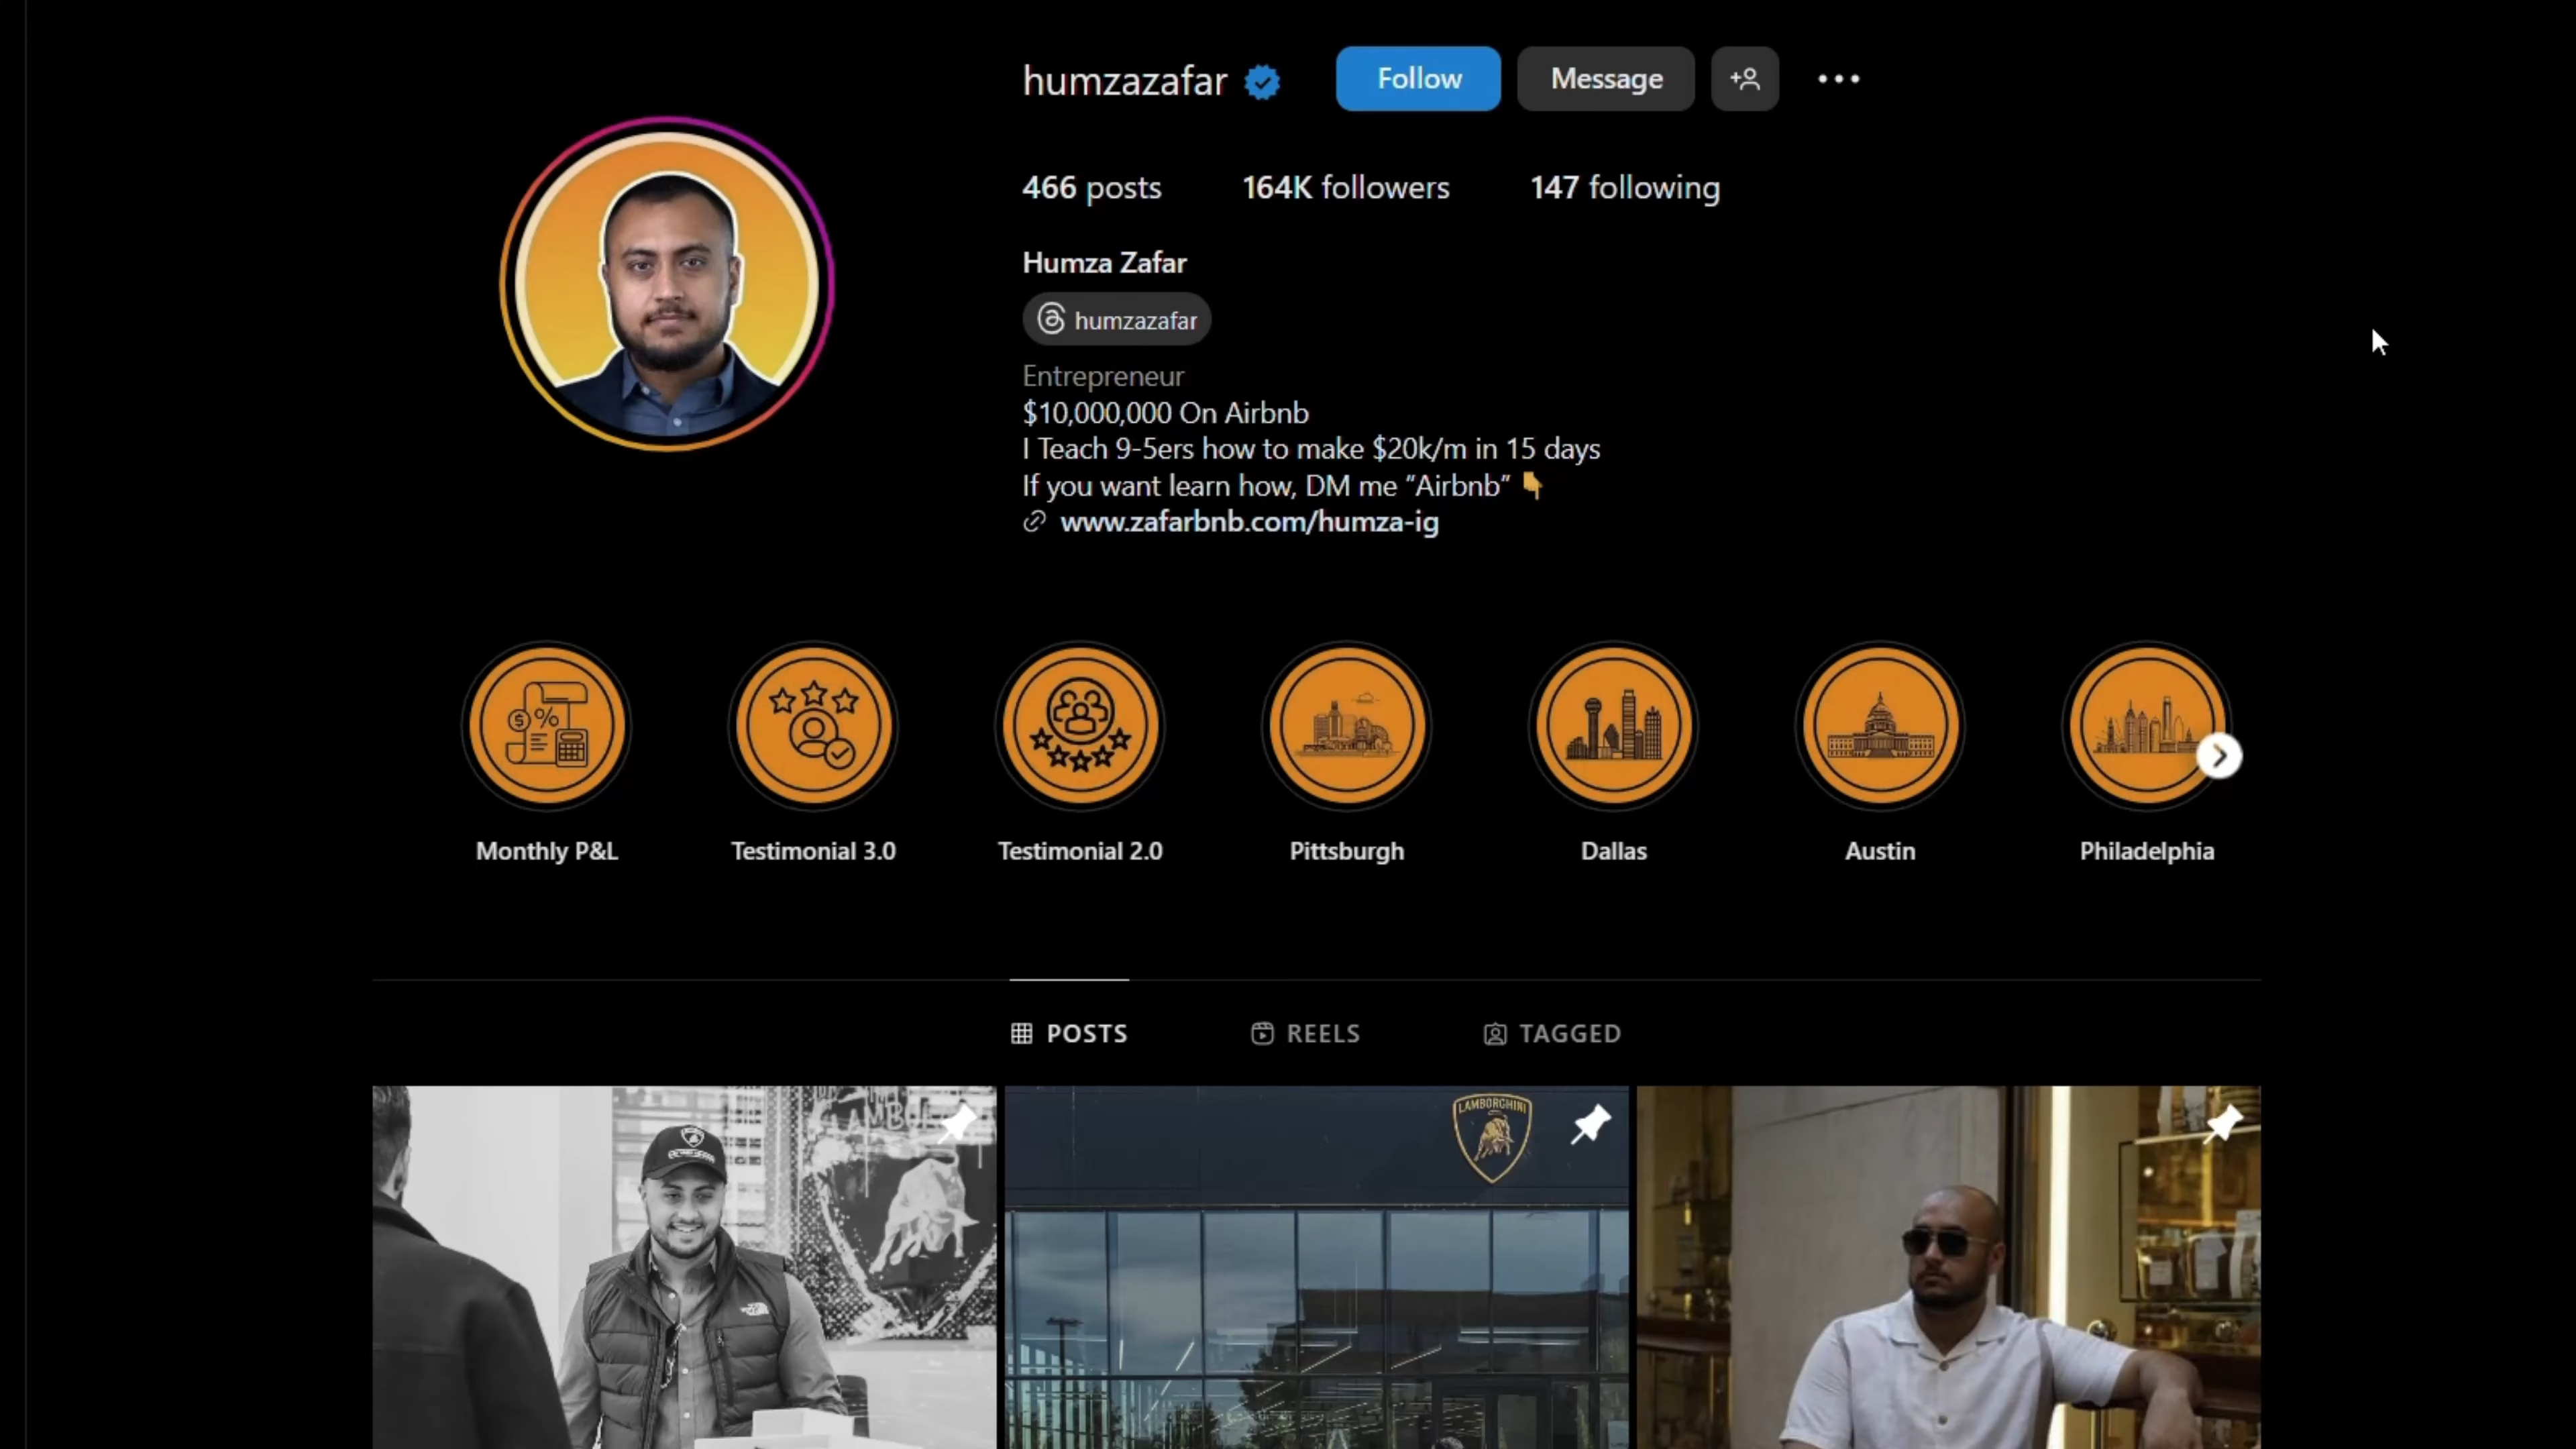 humzazafar
Follow
Message
466 posts
164K followers
147 following
Humza Zafar
humzazafar
Entrepreneur
$10,000,000 On Airbnb
I Teach 9-5ers how to make $20k/m in 15 days
If you want learn how, DM me “Airbnb” 👇
www.zafarbnb.com/humza-ig
Monthly P&L
Testimonial 3.0
Testimonial 2.0
Pittsburgh
Dallas
Austin
Philadelphia
POSTS
REELS
TAGGED
LAMBORGHINI